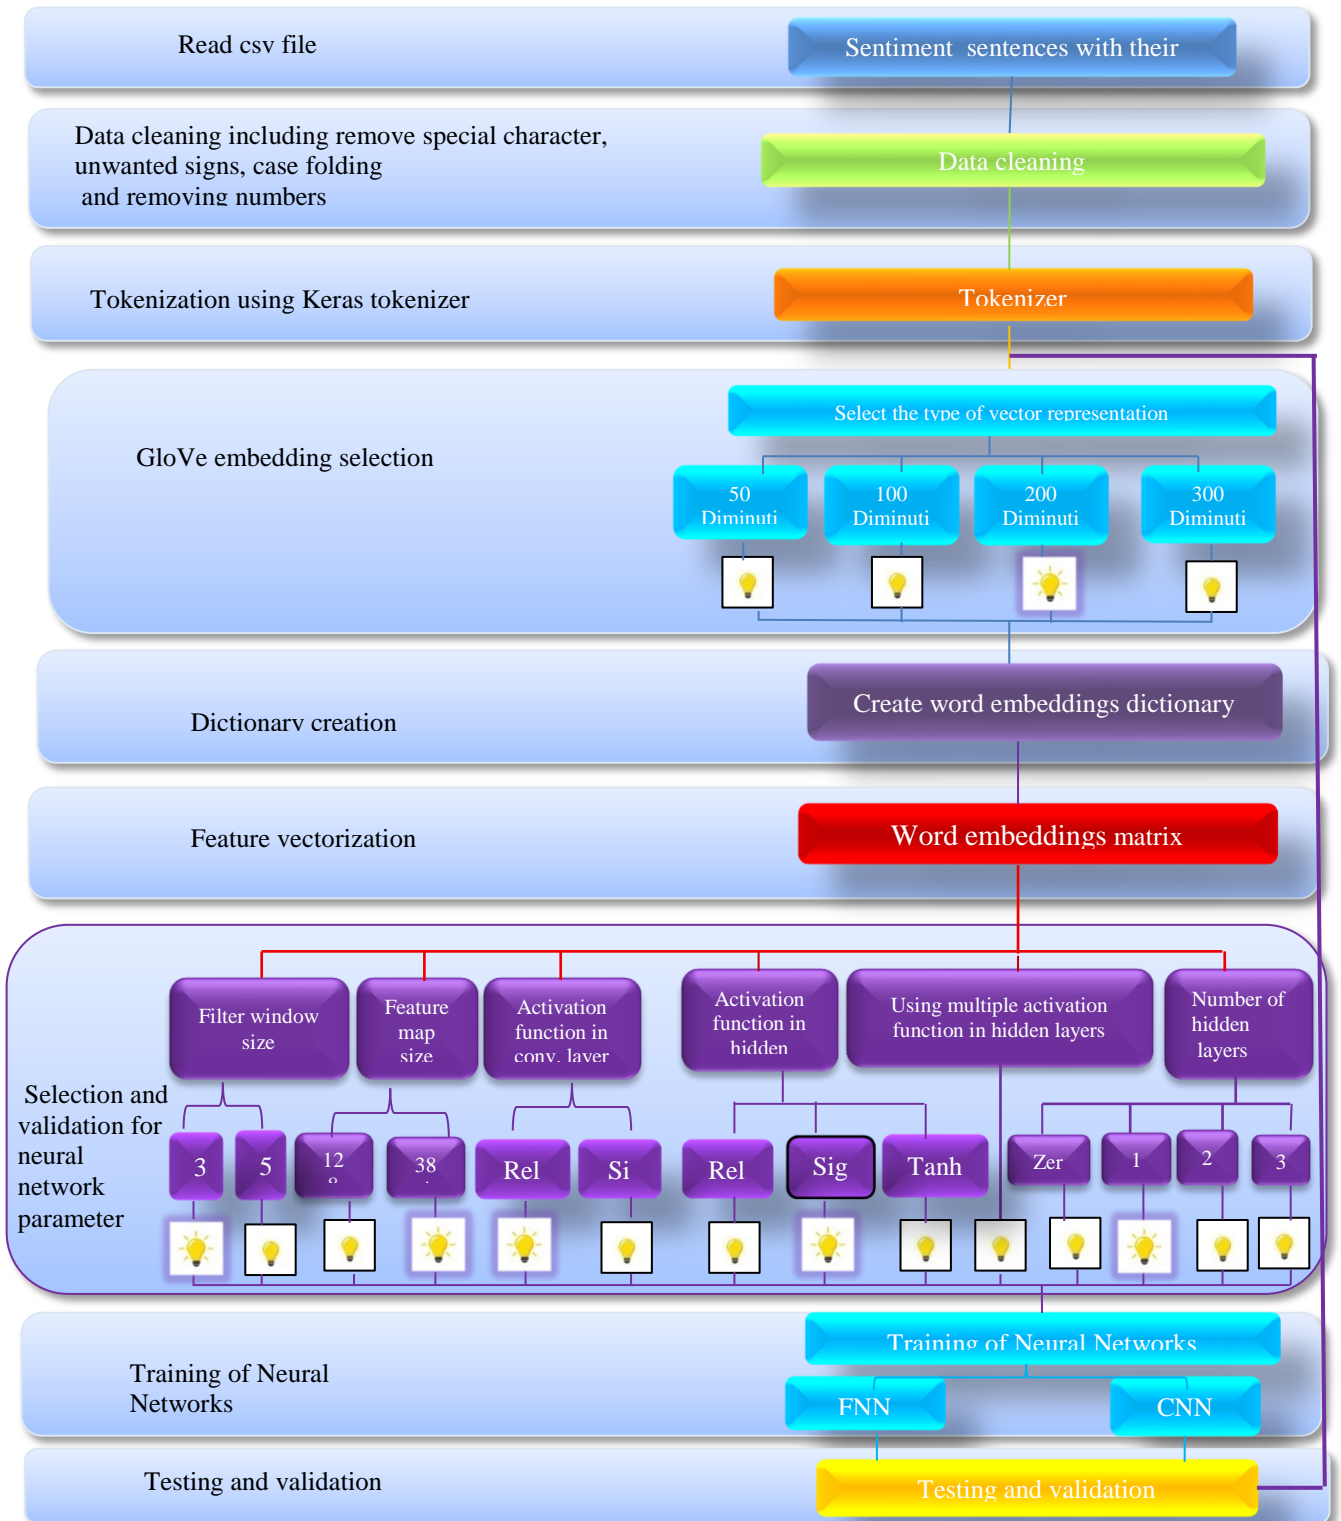 Read csv file
Sentiment sentences with their
Data cleaning including remove special character,
unwanted signs, case folding
and removing numbers
Data cleaning
Tokenization using Keras tokenizer
Tokenizer
GloVe embedding selection
Select the type of vector representation
50
Diminuti
100
Diminuti
200
Diminuti
300
Diminuti
Dictionary creation
Create word embeddings dictionary
Feature vectorization
Word embeddings matrix
Selection and
validation for
neural
network
parameter
Filter window
size
Feature
map
size
Activation
function in
conv. layer
Activation
function in
hidden
Using multiple activation
function in hidden layers
Number of
hidden
layers
3
5
12
8
38
Rel
Si
Rel
Sig
Tanh
Zer
1
2
3
Training of Neural
Networks
Training of Neural Networks
FNN
CNN
Testing and validation
Testing and validation